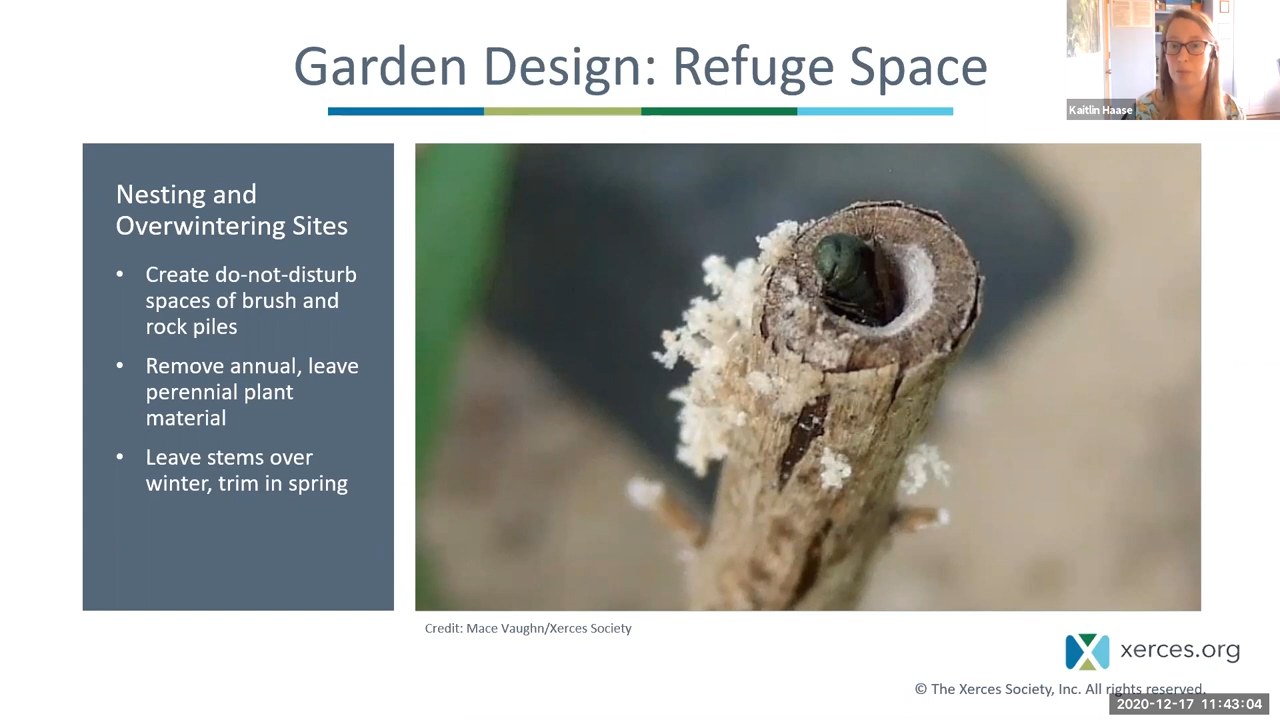 Garden Design: Refuge Space
Kaitlin Haase
Nesting and
Overwintering Sites
• Create do-not-disturb
spaces of brush and
rock piles
• Remove annual, leave
perennial plant
material
• Leave stems over
winter, trim in spring
Credit: Mace Vaughn/Xerces Society
xerces.org
© The Xerces Society, Inc. All rights reserved.
2020-12-17 11:43:04